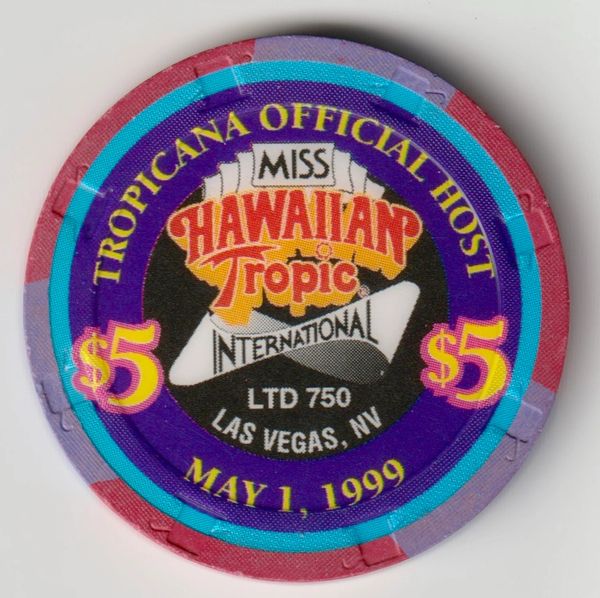 TROPICANA OFFICIAL HOST
MISS
HAWAIIAN
Tropic®
INTERNATIONAL
$5 $5
LTD 750
LAS VEGAS, NV
MAY 1, 1999